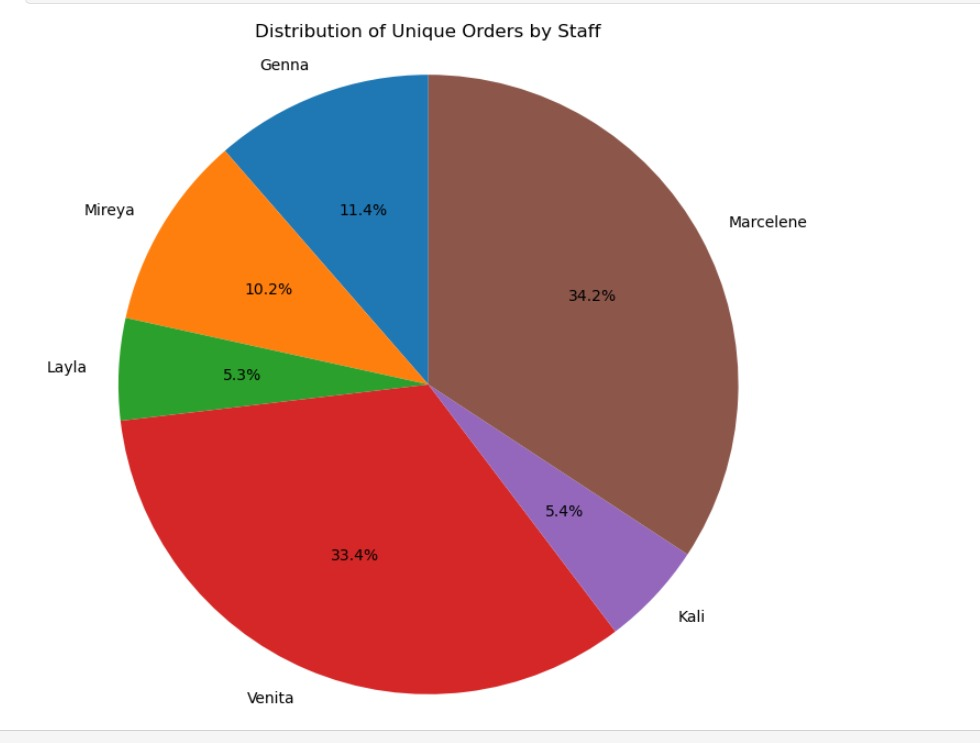 Distribution of Unique Orders by Staff
Genna
11.4%
Marcelene
34.2%
Mireya
10.2%
Layla
5.3%
5.4%
Kali
33.4%
Venita